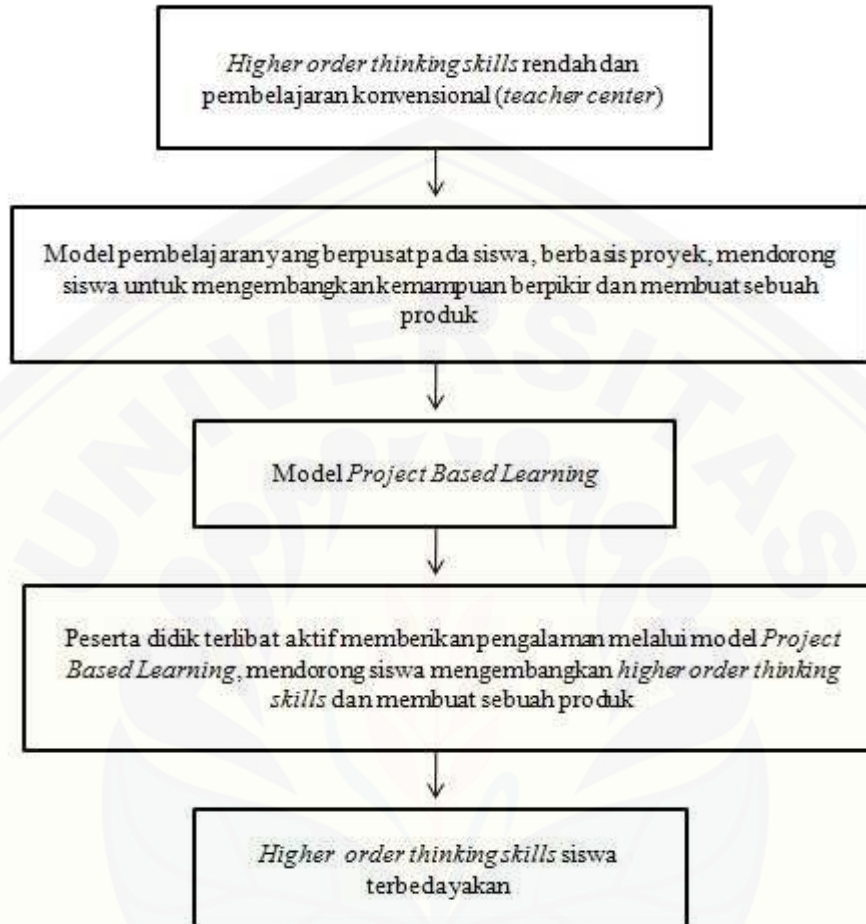 Higher order thinking skills rendah dan
pembelajaran konvensional (teacher center)
Model pembelajaran yang berpusat pada siswa, berbasis proyek, mendorong
siswa untuk mengembangkan kemampuan berpikir dan membuat sebuah
produk
Model Project Based Learning
Peserta didik terlibat aktif memberikan pengalaman melalui model Project
Based Learning, mendorong siswa mengembangkan higher order thinking
skills dan membuat sebuah produk
Higher order thinking skills siswa
terbedayakan
UNIVERSITAS